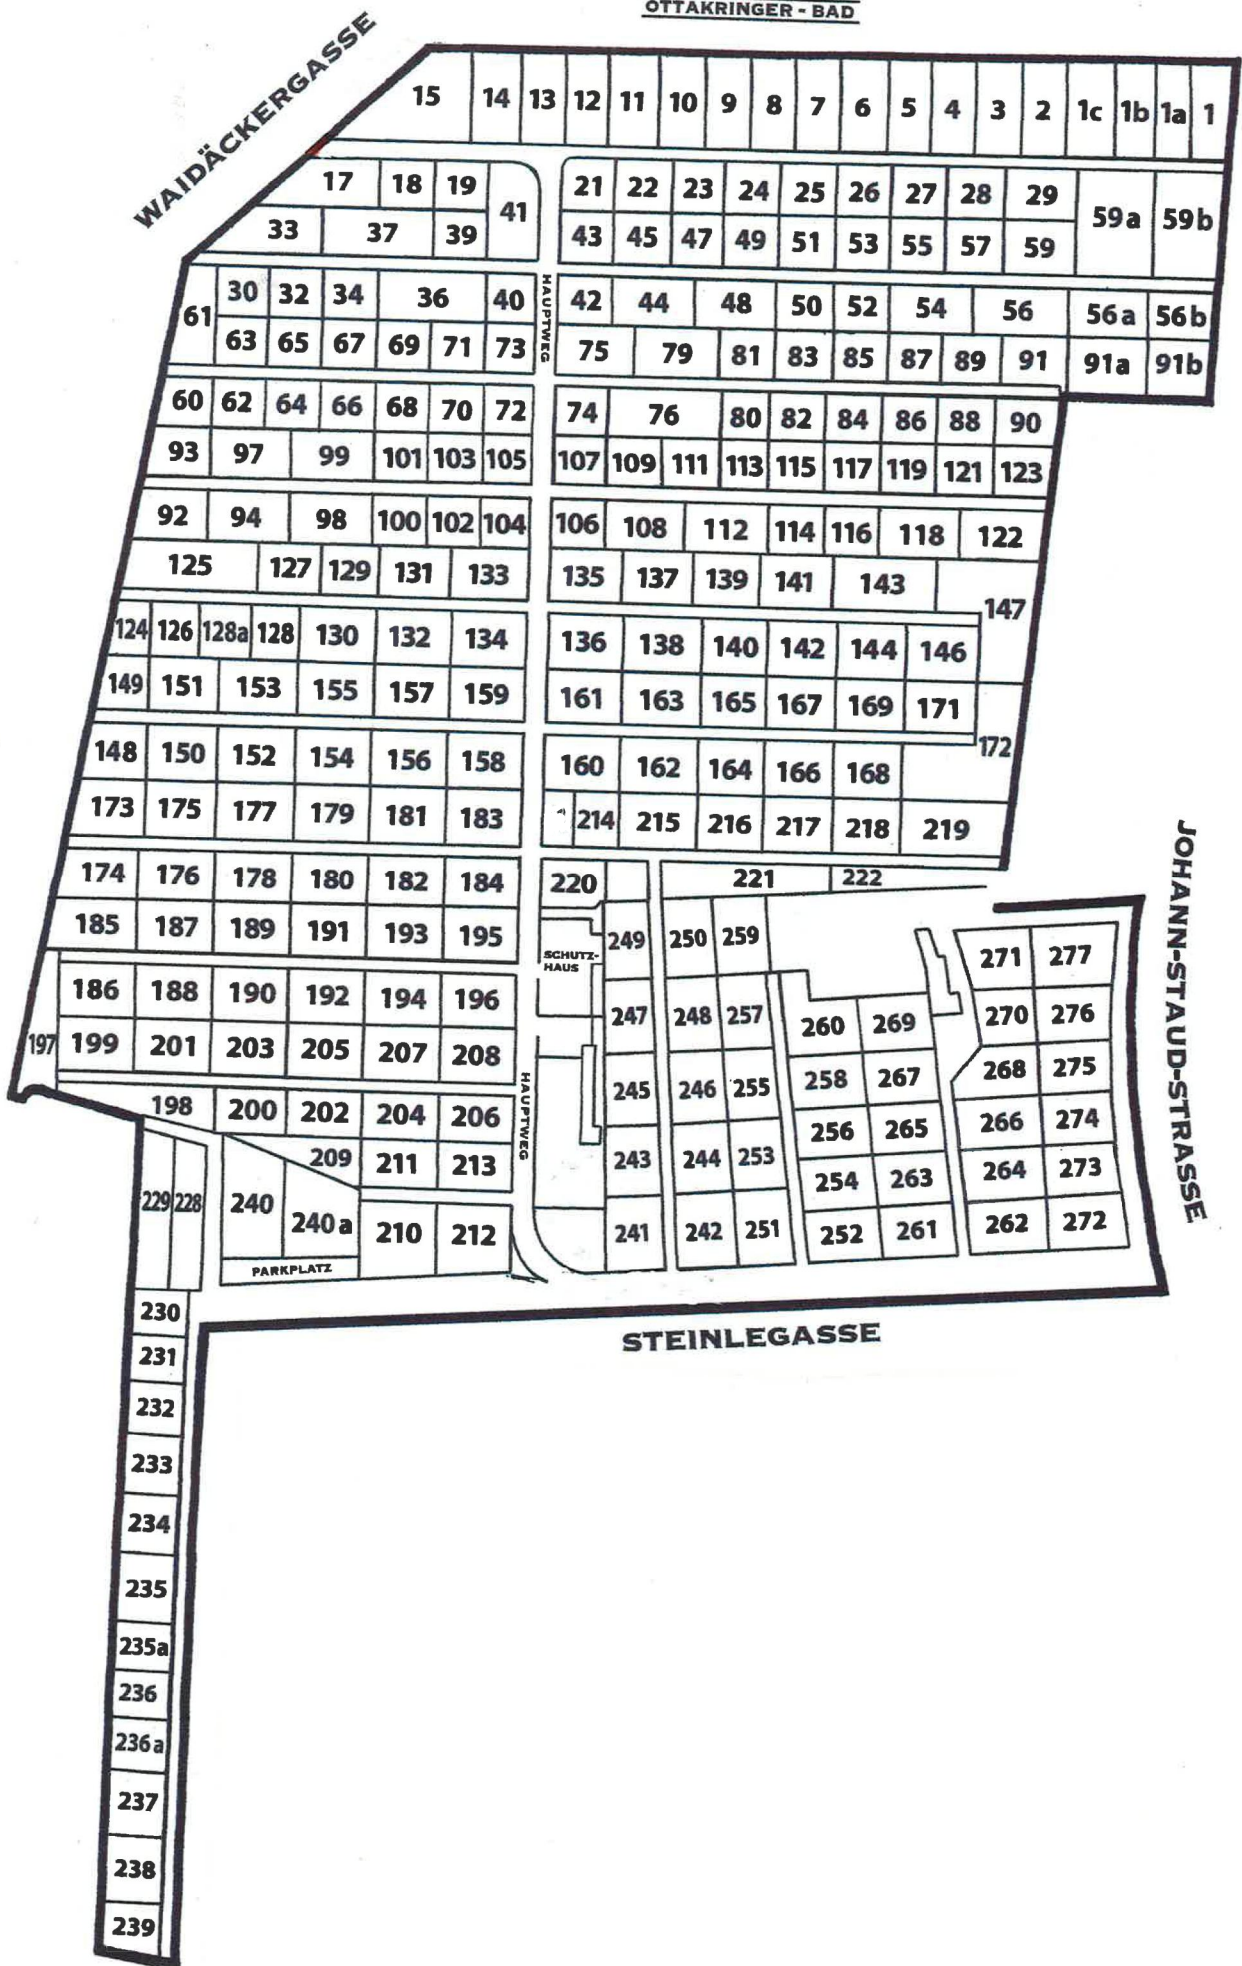 OTTAKRINGER - BAD
WAIDÄCKERGASSE
15 14 13 12 11 10 9 8 7 6 5 4 3 2 1c 1b 1a 1
17 18 19 41 21 22 23 24 25 26 27 28 29 59a 59b
33 37 39 43 45 47 49 51 53 55 57 59
HAUPTWEG
61 30 32 34 36 40 42 44 48 50 52 54 56 56a 56b
63 65 67 69 71 73 75 79 81 83 85 87 89 91 91a 91b
60 62 64 66 68 70 72 74 76 80 82 84 86 88 90
93 97 99 101 103 105 107 109 111 113 115 117 119 121 123
92 94 98 100 102 104 106 108 112 114 116 118 122
125 127 129 131 133 135 137 139 141 143 147
124 126 128a 128 130 132 134 136 138 140 142 144 146
149 151 153 155 157 159 161 163 165 167 169 171
148 150 152 154 156 158 160 162 164 166 168 172
173 175 177 179 181 183 214 215 216 217 218 219
174 176 178 180 182 184 220 221 222
185 187 189 191 193 195 249 250 259 271 277
SCHUTZ-
HAUS
JOHANN-STAUD-STRASSE
186 188 190 192 194 196 247 248 257 260 269 270 276
197 199 201 203 205 207 208 245 246 255 258 267 268 275
HAUPTWEG
198 200 202 204 206 256 265 266 274
209 211 213 243 244 253 254 263 264 273
229 228 240 240a 210 212 241 242 251 252 261 262 272
PARKPLATZ
230
STEINLEGASSE
231
232
233
234
235
235a
236
236a
237
238
239